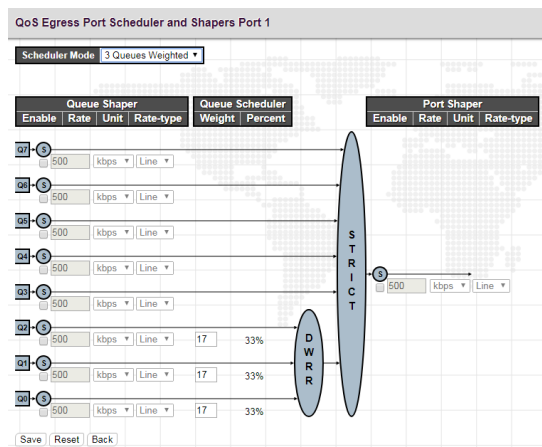 QoS Egress Port Scheduler and Shapers Port 1
Scheduler Mode 3 Queues Weighted
Queue Shaper Queue Scheduler Port Shaper
Enable Rate Unit Rate-type Weight Percent Enable Rate Unit Rate-type
Q7 S
500 kbps Line
Q6 S
500 kbps Line
Q5 S
500 kbps Line
Q4 S
500 kbps Line
Q3 S
500 kbps Line
STRICT
S
500 kbps Line
Q2 S
500 kbps Line 17 33%
Q1 S
500 kbps Line 17 33%
Q0 S
500 kbps Line 17 33%
DWRR
Save Reset Back